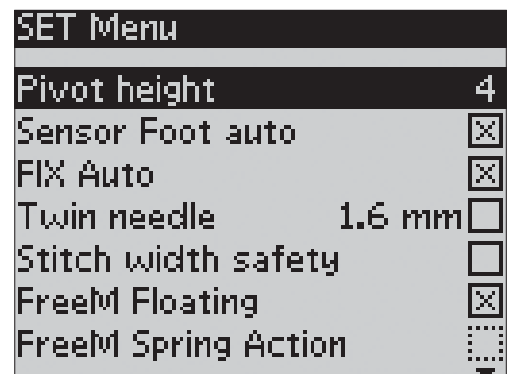 SET Menu
Pivot height 4
Sensor Foot auto
FIX Auto
Twin needle 1.6 mm
Stitch width safety
FreeM Floating
FreeM Spring Action